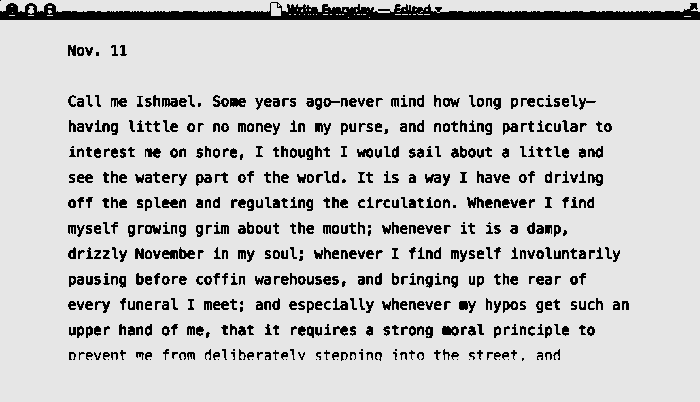 Write Everyday — Edited
Nov. 11
Call me Ishmael. Some years ago—never mind how long precisely—
having little or no money in my purse, and nothing particular to
interest me on shore, I thought I would sail about a little and
see the watery part of the world. It is a way I have of driving
off the spleen and regulating the circulation. Whenever I find
myself growing grim about the mouth; whenever it is a damp,
drizzly November in my soul; whenever I find myself involuntarily
pausing before coffin warehouses, and bringing up the rear of
every funeral I meet; and especially whenever my hypos get such an
upper hand of me, that it requires a strong moral principle to
prevent me from deliberately stepping into the street, and